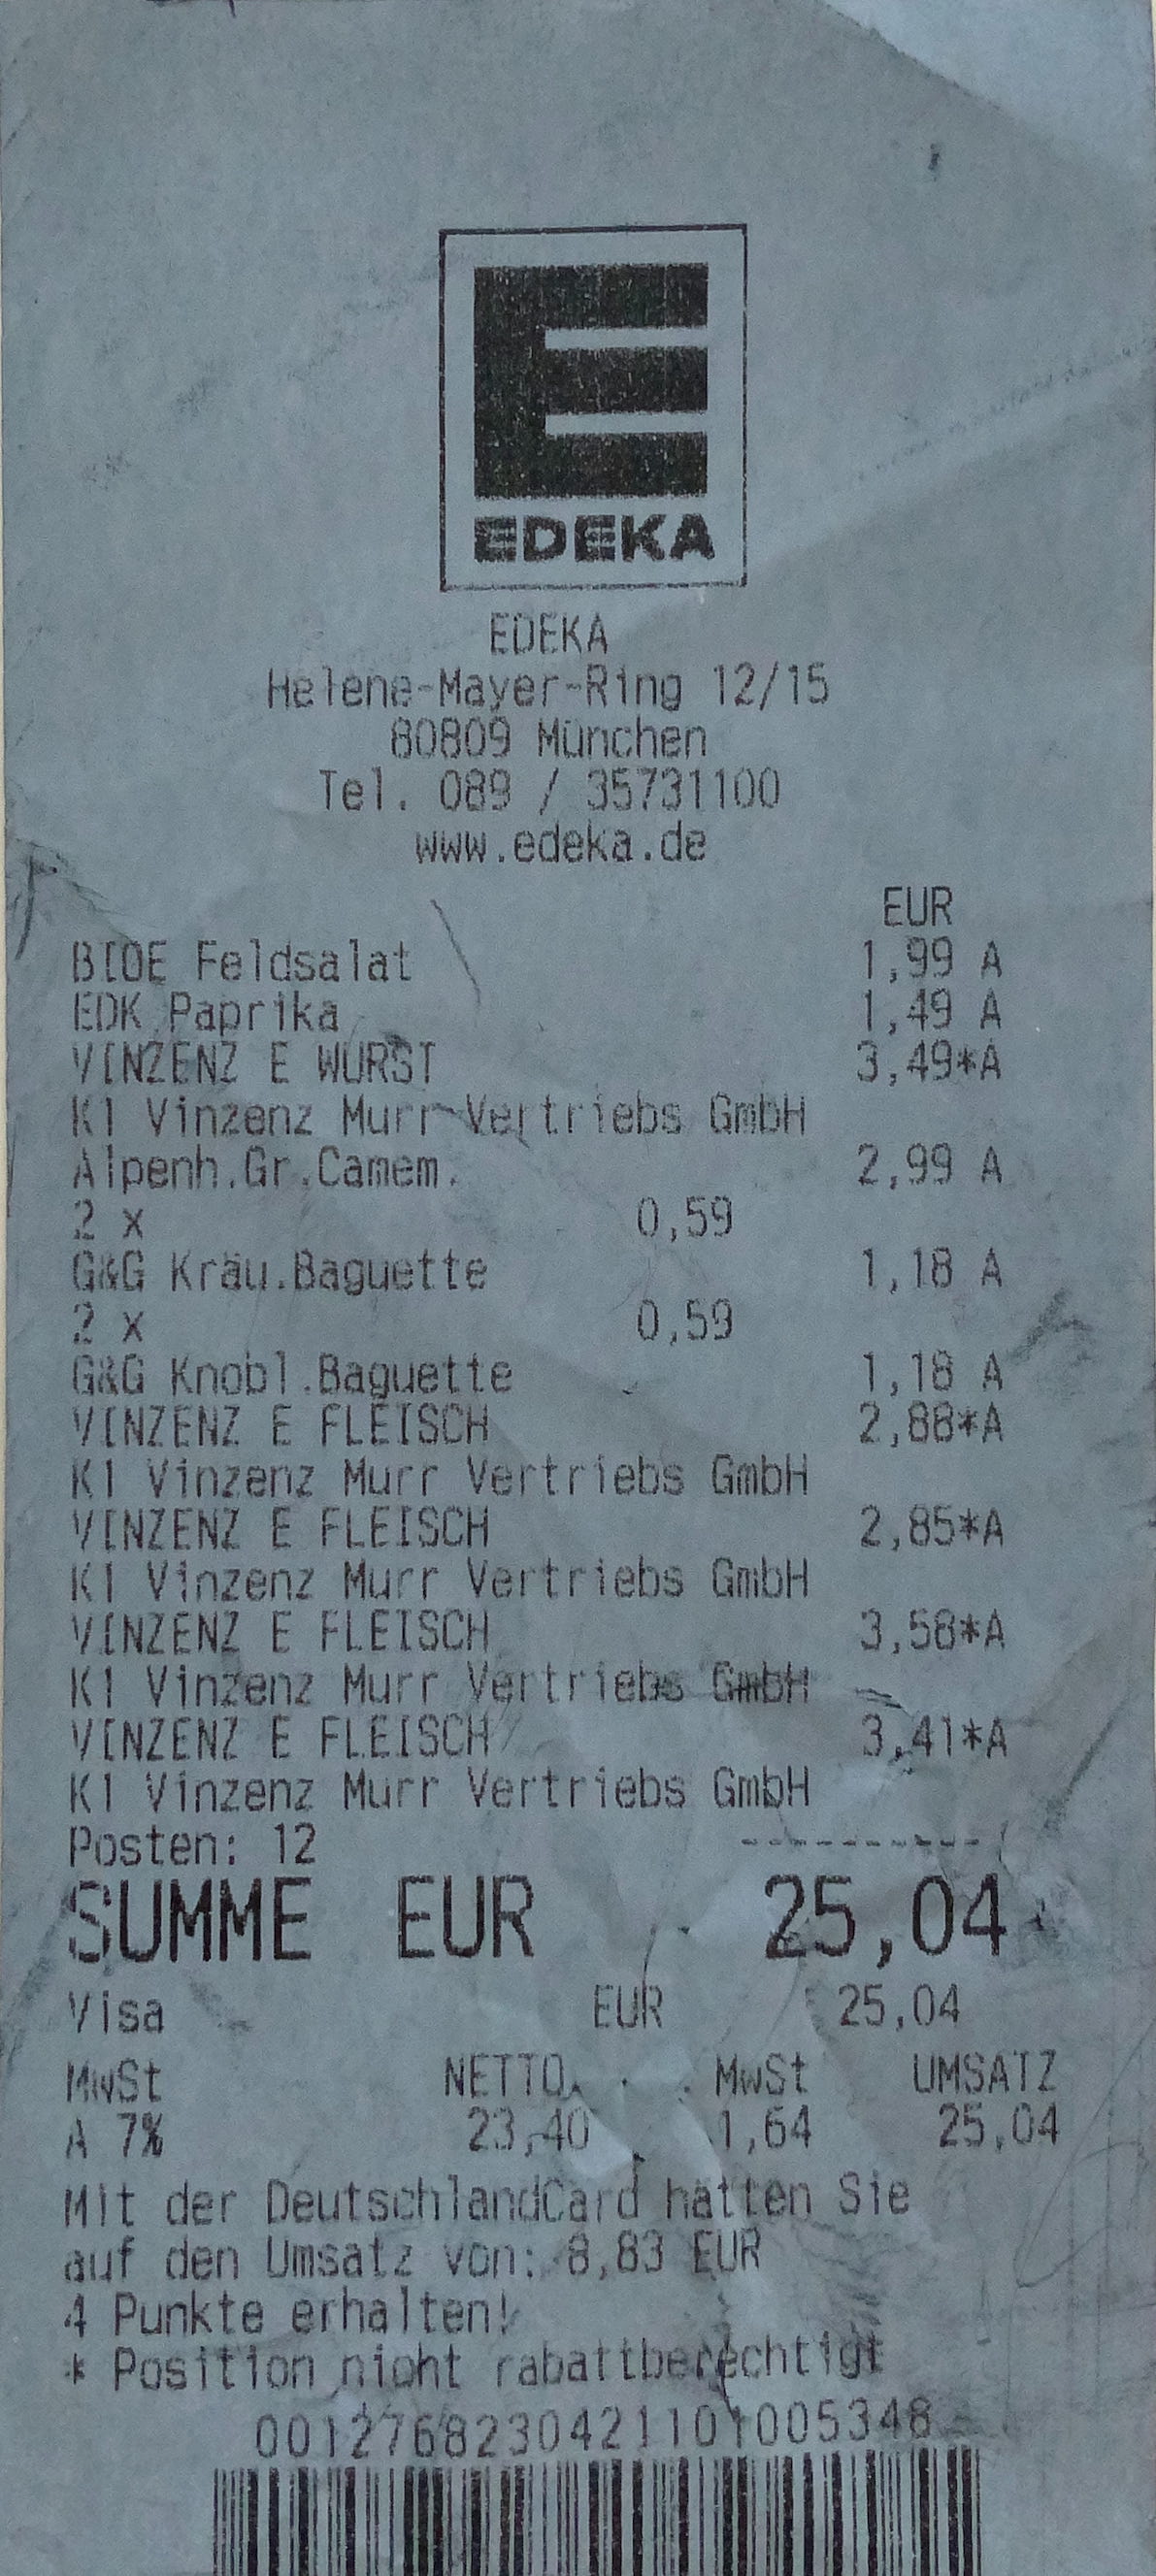 EDEKA
EDEKA
Helene-Mayer-Ring 12/15
80809 München
Tel. 089 / 35731100
www.edeka.de
EUR
BIOE Feldsalat 1,99 A
EDK Paprika 1,49 A
VINZENZ E WURST 3,49*A
K1 Vinzenz Murr Vertriebs GmbH
Alpenh.Gr.Camem. 2,99 A
2 x 0,59
G&G Kräu.Baguette 1,18 A
2 x 0,59
G&G Knobl.Baguette 1,18 A
VINZENZ E FLEISCH 2,88*A
K1 Vinzenz Murr Vertriebs GmbH
VINZENZ E FLEISCH 2,85*A
K1 Vinzenz Murr Vertriebs GmbH
VINZENZ E FLEISCH 3,58*A
K1 Vinzenz Murr Vertriebs GmbH
VINZENZ E FLEISCH 3,41*A
K1 Vinzenz Murr Vertriebs GmbH
Posten: 12 ----------
SUMME EUR 25,04
Visa EUR 25,04
MwSt NETTO MwSt UMSATZ
A 7% 23,40 1,64 25,04
Mit der DeutschlandCard hätten Sie
auf den Umsatz von: 8,83 EUR
4 Punkte erhalten!
* Position nicht rabattberechtigt
0012768230421101005348